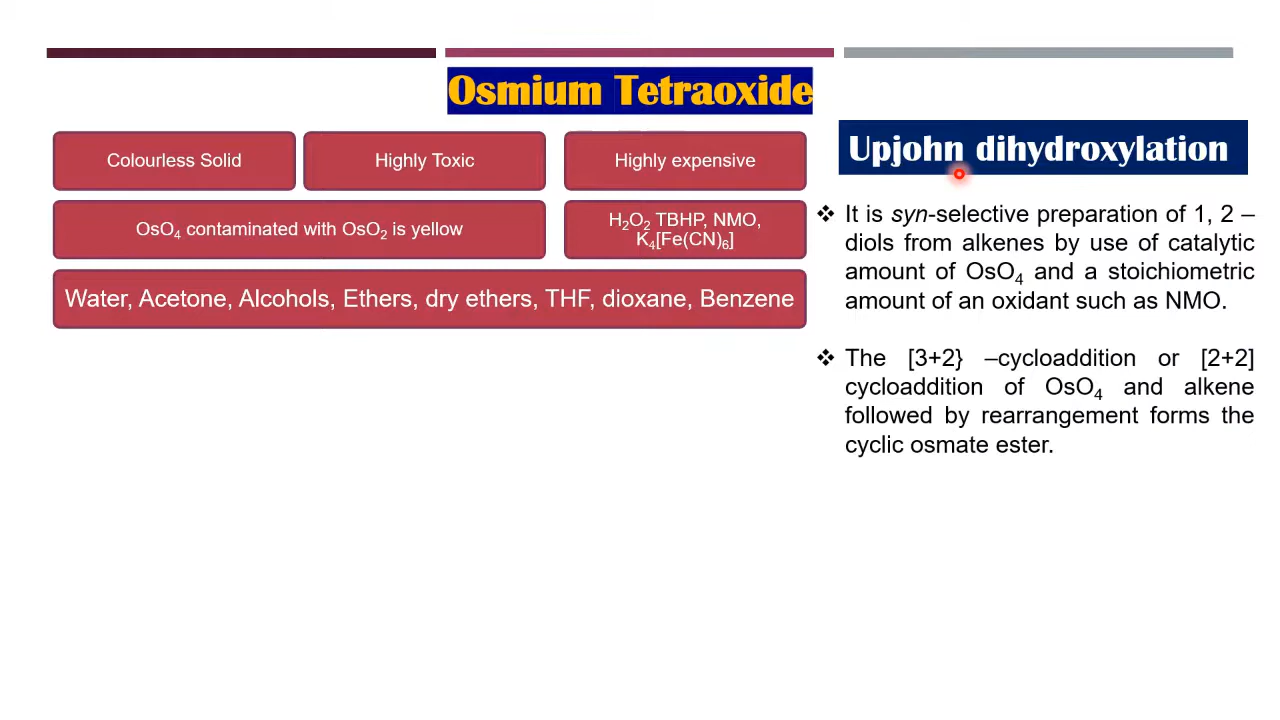 Osmium Tetraoxide
Colourless Solid
Highly Toxic
Highly expensive
OsO4 contaminated with OsO2 is yellow
H2O2 TBHP, NMO,
K4[Fe(CN)6]
Water, Acetone, Alcohols, Ethers, dry ethers, THF, dioxane, Benzene
Upjohn dihydroxylation
❖ It is syn-selective preparation of 1, 2 –
diols from alkenes by use of catalytic
amount of OsO4 and a stoichiometric
amount of an oxidant such as NMO.
❖ The [3+2} –cycloaddition or [2+2]
cycloaddition of OsO4 and alkene
followed by rearrangement forms the
cyclic osmate ester.